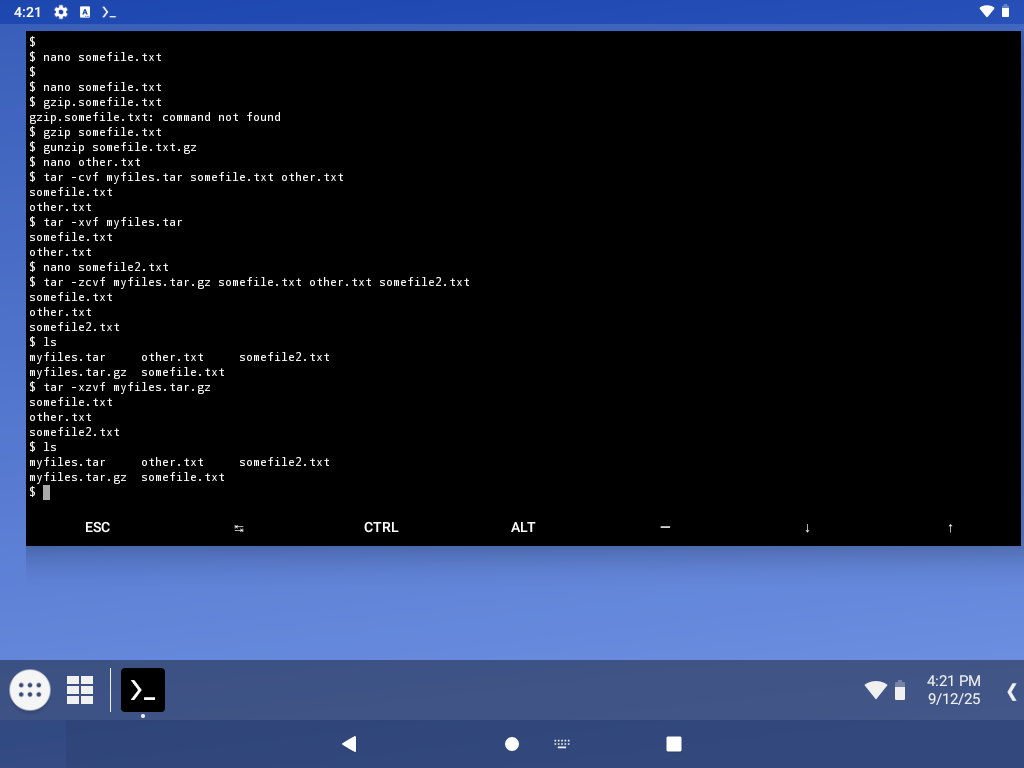 4:21
$
$ nano somefile.txt
$
$ nano somefile.txt
$ gzip.somefile.txt
gzip.somefile.txt: command not found
$ gzip somefile.txt
$ gunzip somefile.txt.gz
$ nano other.txt
$ tar -cvf myfiles.tar somefile.txt other.txt
somefile.txt
other.txt
$ tar -xvf myfiles.tar
somefile.txt
other.txt
$ nano somefile2.txt
$ tar -zcvf myfiles.tar.gz somefile.txt other.txt somefile2.txt
somefile.txt
other.txt
somefile2.txt
$ ls
myfiles.tar     other.txt     somefile2.txt
myfiles.tar.gz  somefile.txt
$ tar -xzvf myfiles.tar.gz
somefile.txt
other.txt
somefile2.txt
$ ls
myfiles.tar     other.txt     somefile2.txt
myfiles.tar.gz  somefile.txt
$
ESC ↹ CTRL ALT — ↓ ↑
4:21 PM
9/12/25